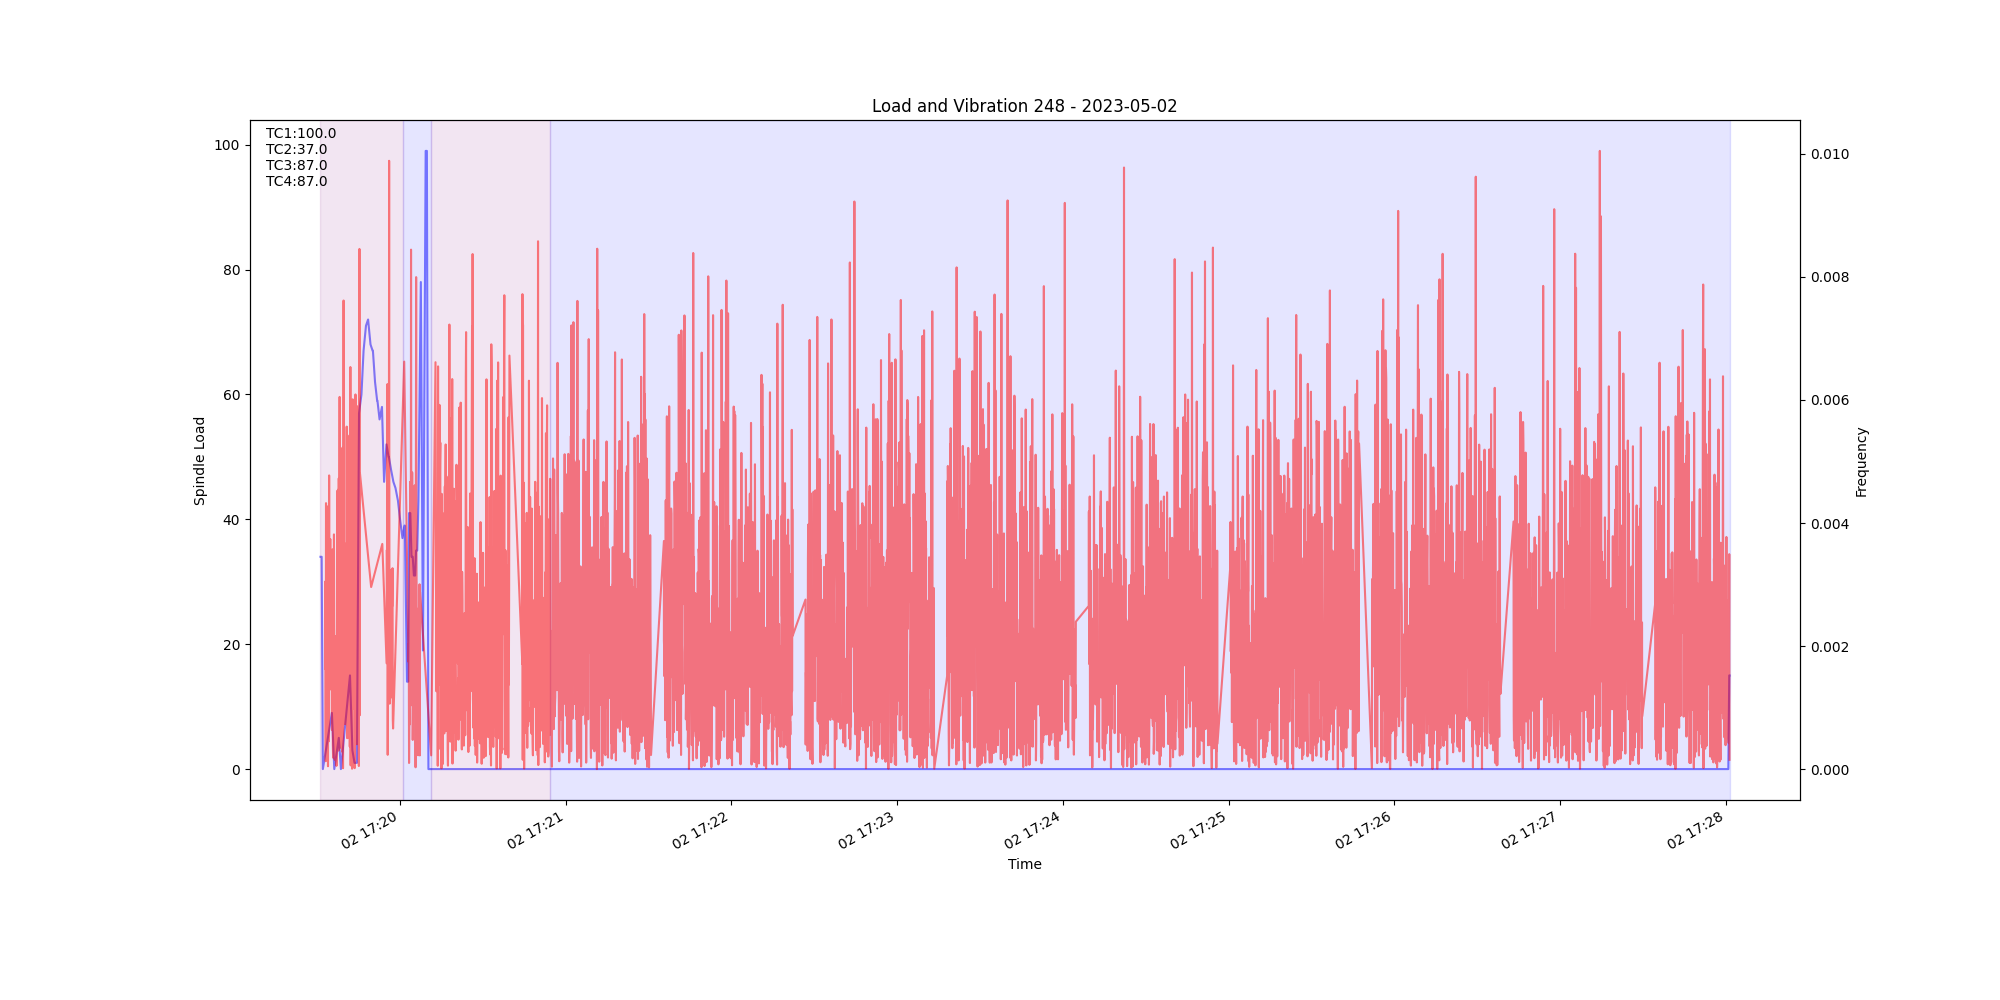 Load and Vibration 248 - 2023-05-02
TC1:100.0
TC2:37.0
TC3:87.0
TC4:87.0
100
80
60
40
20
0
Spindle Load
0.010
0.008
0.006
0.004
0.002
0.000
Frequency
02 17:20
02 17:21
02 17:22
02 17:23
02 17:24
02 17:25
02 17:26
02 17:27
02 17:28
Time